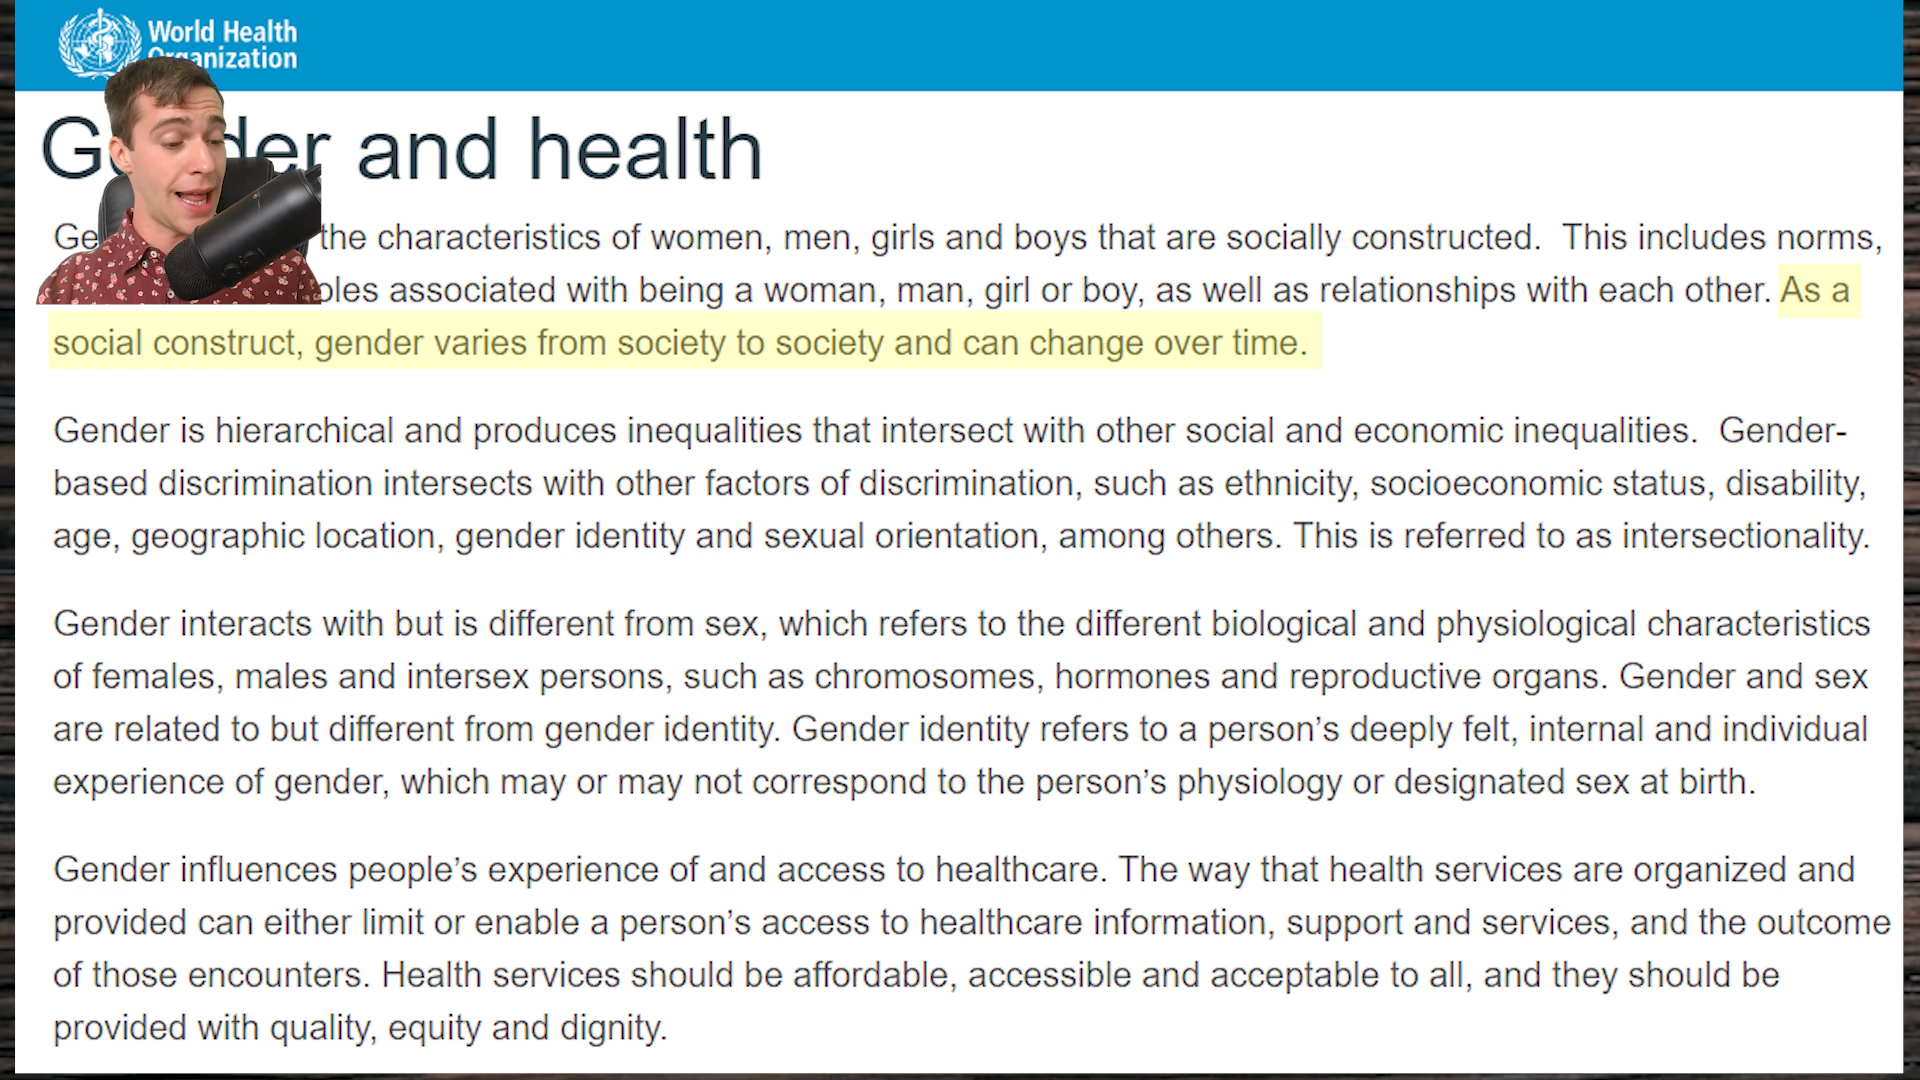 World Health
Organization
and health
the characteristics of women, men, girls and boys that are socially constructed. This includes norms,
associated with being a woman, man, girl or boy, as well as relationships with each other. As a
social construct, gender varies from society to society and can change over time.
Gender is hierarchical and produces inequalities that intersect with other social and economic inequalities. Gender-
based discrimination intersects with other factors of discrimination, such as ethnicity, socioeconomic status, disability,
age, geographic location, gender identity and sexual orientation, among others. This is referred to as intersectionality.
Gender interacts with but is different from sex, which refers to the different biological and physiological characteristics
of females, males and intersex persons, such as chromosomes, hormones and reproductive organs. Gender and sex
are related to but different from gender identity. Gender identity refers to a person’s deeply felt, internal and individual
experience of gender, which may or may not correspond to the person’s physiology or designated sex at birth.
Gender influences people’s experience of and access to healthcare. The way that health services are organized and
provided can either limit or enable a person’s access to healthcare information, support and services, and the outcome
of those encounters. Health services should be affordable, accessible and acceptable to all, and they should be
provided with quality, equity and dignity.